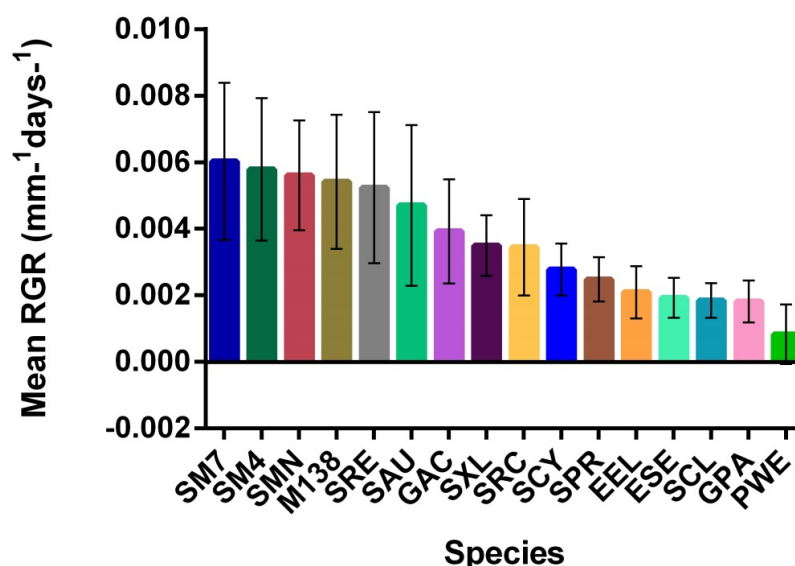 Mean RGR (mm-¹days-¹)
0.010
0.008
0.006
0.004
0.002
0.000
-0.002
SM7 SM4 SMN M138 SRE SAU GAC SXL SRC SCY SPR EEL ESE SCL GPA PWE
Species